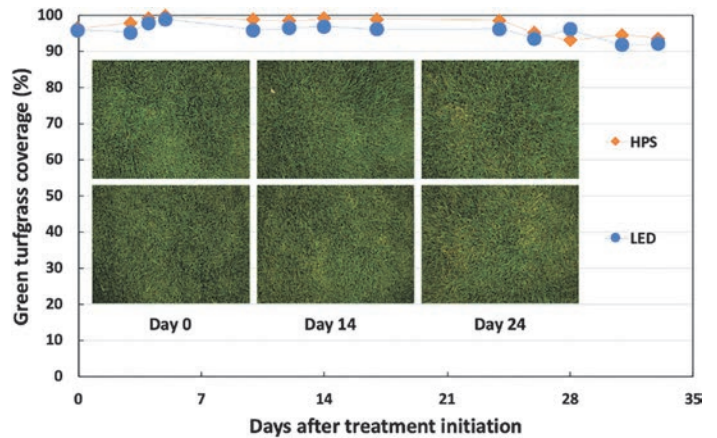 Green turfgrass coverage (%)
100
90
80
70
60
50
40
30
20
10
0
HPS
LED
Day 0 Day 14 Day 24
0 7 14 21 28 35
Days after treatment initiation